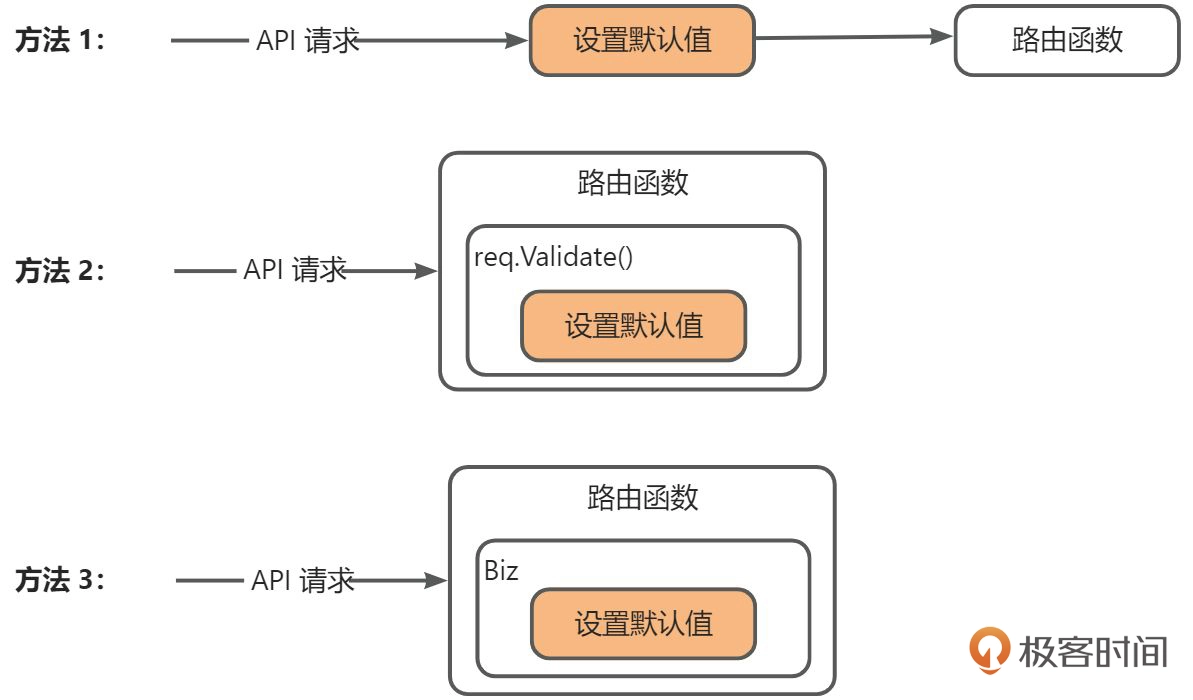 方法 1：
API 请求
设置默认值
路由函数
方法 2：
API 请求
路由函数
req.Validate()
设置默认值
方法 3：
API 请求
路由函数
Biz
设置默认值
极客时间